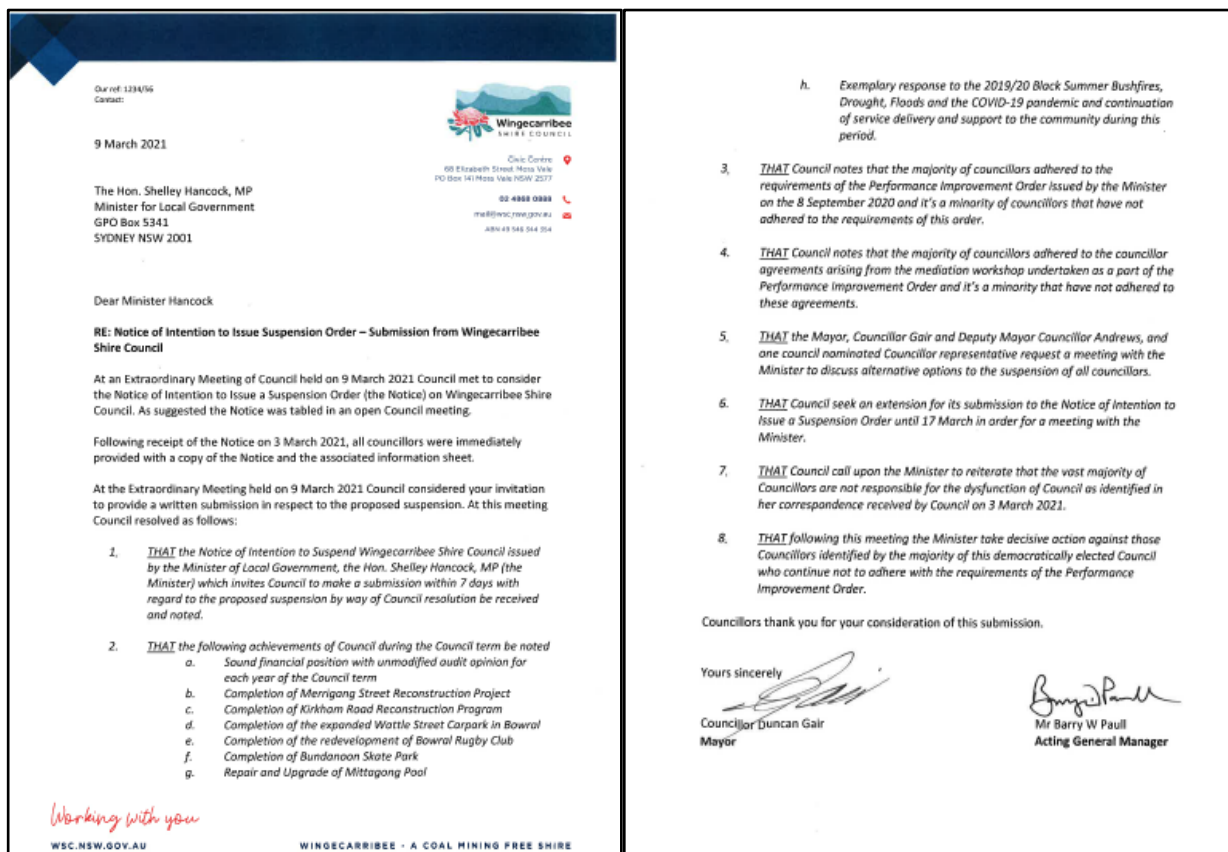 Our ref: 1234/56
Contact:
9 March 2021
Wingecarribee
SHIRE COUNCIL
Civic Centre
68 Elizabeth Street Moss Vale
PO Box 141 Moss Vale NSW 2577
02 4868 0888
mail@wsc.nsw.gov.au
ABN 49 546 344 354
The Hon. Shelley Hancock, MP
Minister for Local Government
GPO Box 5341
SYDNEY NSW 2001
Dear Minister Hancock
RE: Notice of Intention to Issue Suspension Order – Submission from Wingecarribee
Shire Council
At an Extraordinary Meeting of Council held on 9 March 2021 Council met to consider
the Notice of Intention to Issue a Suspension Order (the Notice) on Wingecarribee Shire
Council. As suggested the Notice was tabled in an open Council meeting.
Following receipt of the Notice on 3 March 2021, all councillors were immediately
provided with a copy of the Notice and the associated information sheet.
At the Extraordinary Meeting held on 9 March 2021 Council considered your invitation
to provide a written submission in respect to the proposed suspension. At this meeting
Council resolved as follows:
1. THAT the Notice of Intention to Suspend Wingecarribee Shire Council issued
by the Minister of Local Government, the Hon. Shelley Hancock, MP (the
Minister) which invites Council to make a submission within 7 days with
regard to the proposed suspension by way of Council resolution be received
and noted.
2. THAT the following achievements of Council during the Council term be noted
a. Sound financial position with unmodified audit opinion for
each year of the Council term
b. Completion of Merrigang Street Reconstruction Project
c. Completion of Kirkham Road Reconstruction Program
d. Completion of the expanded Wattle Street Carpark in Bowral
e. Completion of the redevelopment of Bowral Rugby Club
f. Completion of Bundanoon Skate Park
g. Repair and Upgrade of Mittagong Pool
Working with you
WSC.NSW.GOV.AU
WINGECARRIBEE - A COAL MINING FREE SHIRE
h. Exemplary response to the 2019/20 Black Summer Bushfires,
Drought, Floods and the COVID-19 pandemic and continuation
of service delivery and support to the community during this
period.
3. THAT Council notes that the majority of councillors adhered to the
requirements of the Performance Improvement Order issued by the Minister
on the 8 September 2020 and it's a minority of councillors that have not
adhered to the requirements of this order.
4. THAT Council notes that the majority of councillors adhered to the councillor
agreements arising from the mediation workshop undertaken as a part of the
Performance Improvement Order and it's a minority that have not adhered to
these agreements.
5. THAT the Mayor, Councillor Gair and Deputy Mayor Councillor Andrews, and
one council nominated Councillor representative request a meeting with the
Minister to discuss alternative options to the suspension of all councillors.
6. THAT Council seek an extension for its submission to the Notice of Intention to
Issue a Suspension Order until 17 March in order for a meeting with the
Minister.
7. THAT Council call upon the Minister to reiterate that the vast majority of
Councillors are not responsible for the dysfunction of Council as identified in
her correspondence received by Council on 3 March 2021.
8. THAT following this meeting the Minister take decisive action against those
Councillors identified by the majority of this democratically elected Council
who continue not to adhere with the requirements of the Performance
Improvement Order.
Councillors thank you for your consideration of this submission.
Yours sincerely
Councillor Duncan Gair
Mayor
Barry W Paull
Mr Barry W Paull
Acting General Manager